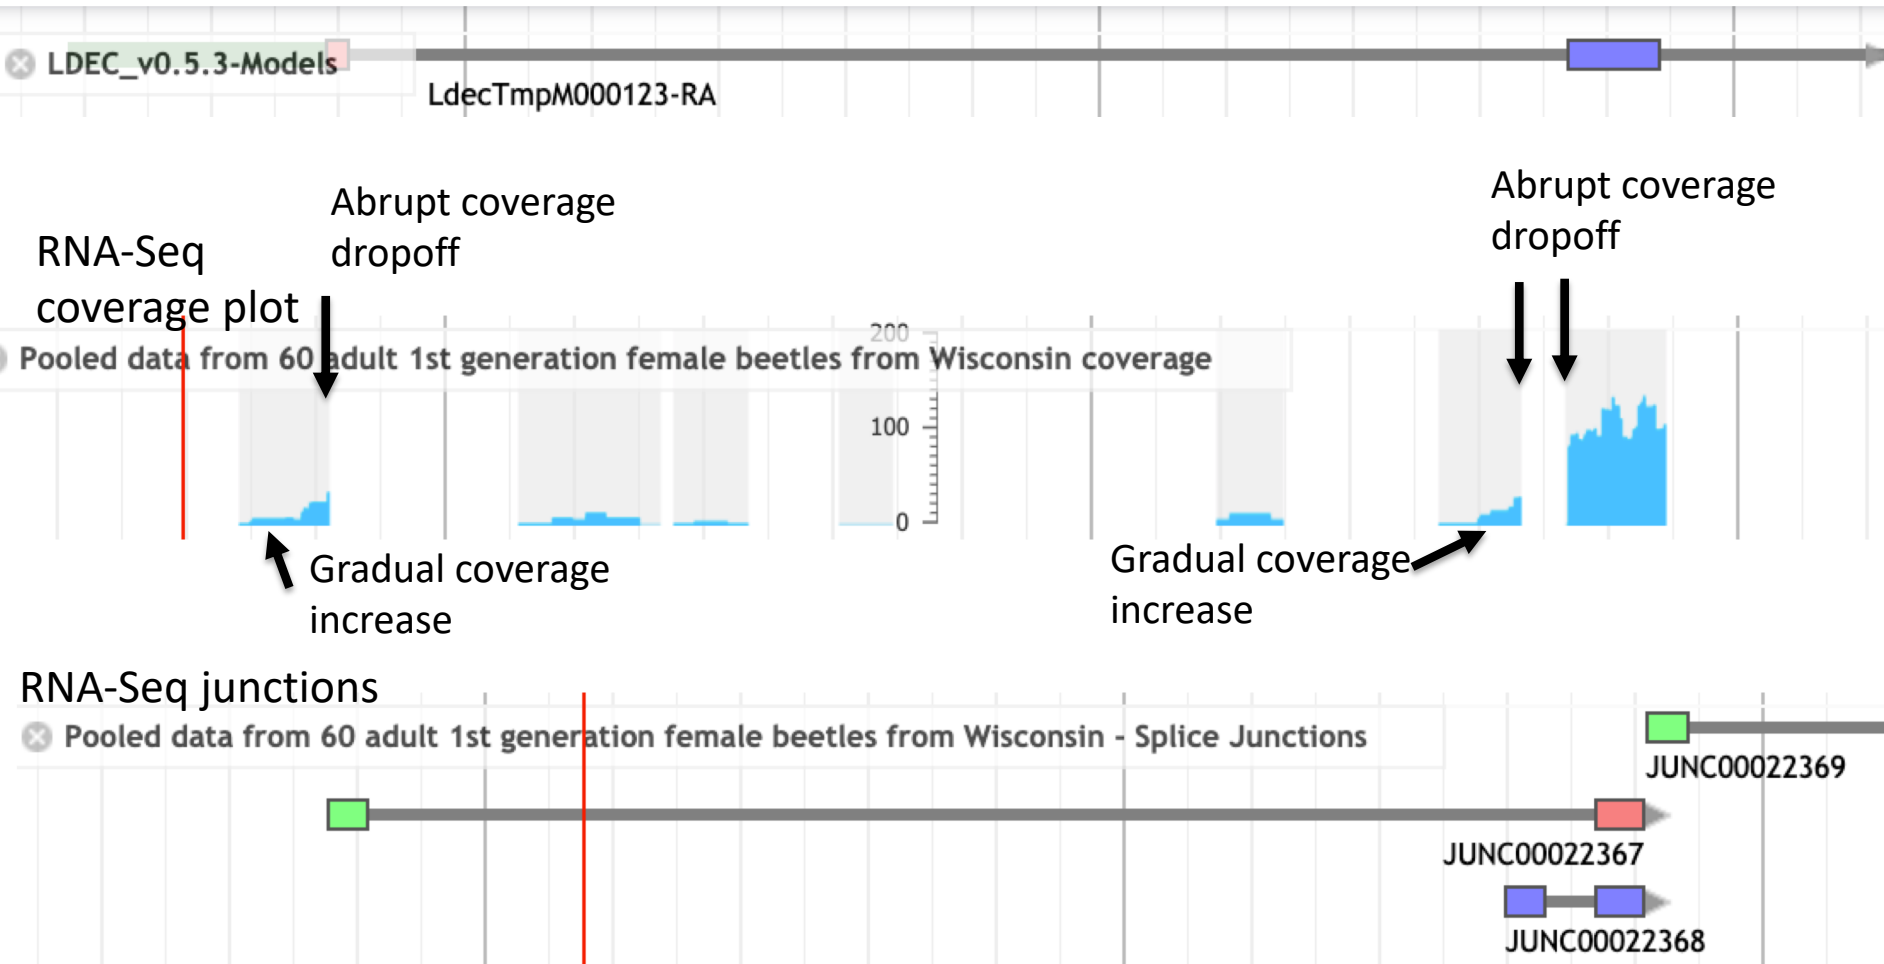 LDEC_v0.5.3-Models
LdecTmpM000123-RA
Abrupt coverage
dropoff
Abrupt coverage
dropoff
RNA-Seq
coverage plot
Pooled data from 60 adult 1st generation female beetles from Wisconsin coverage
200
100
0
Gradual coverage
increase
Gradual coverage
increase
RNA-Seq junctions
Pooled data from 60 adult 1st generation female beetles from Wisconsin - Splice Junctions
JUNC00022369
JUNC00022367
JUNC00022368